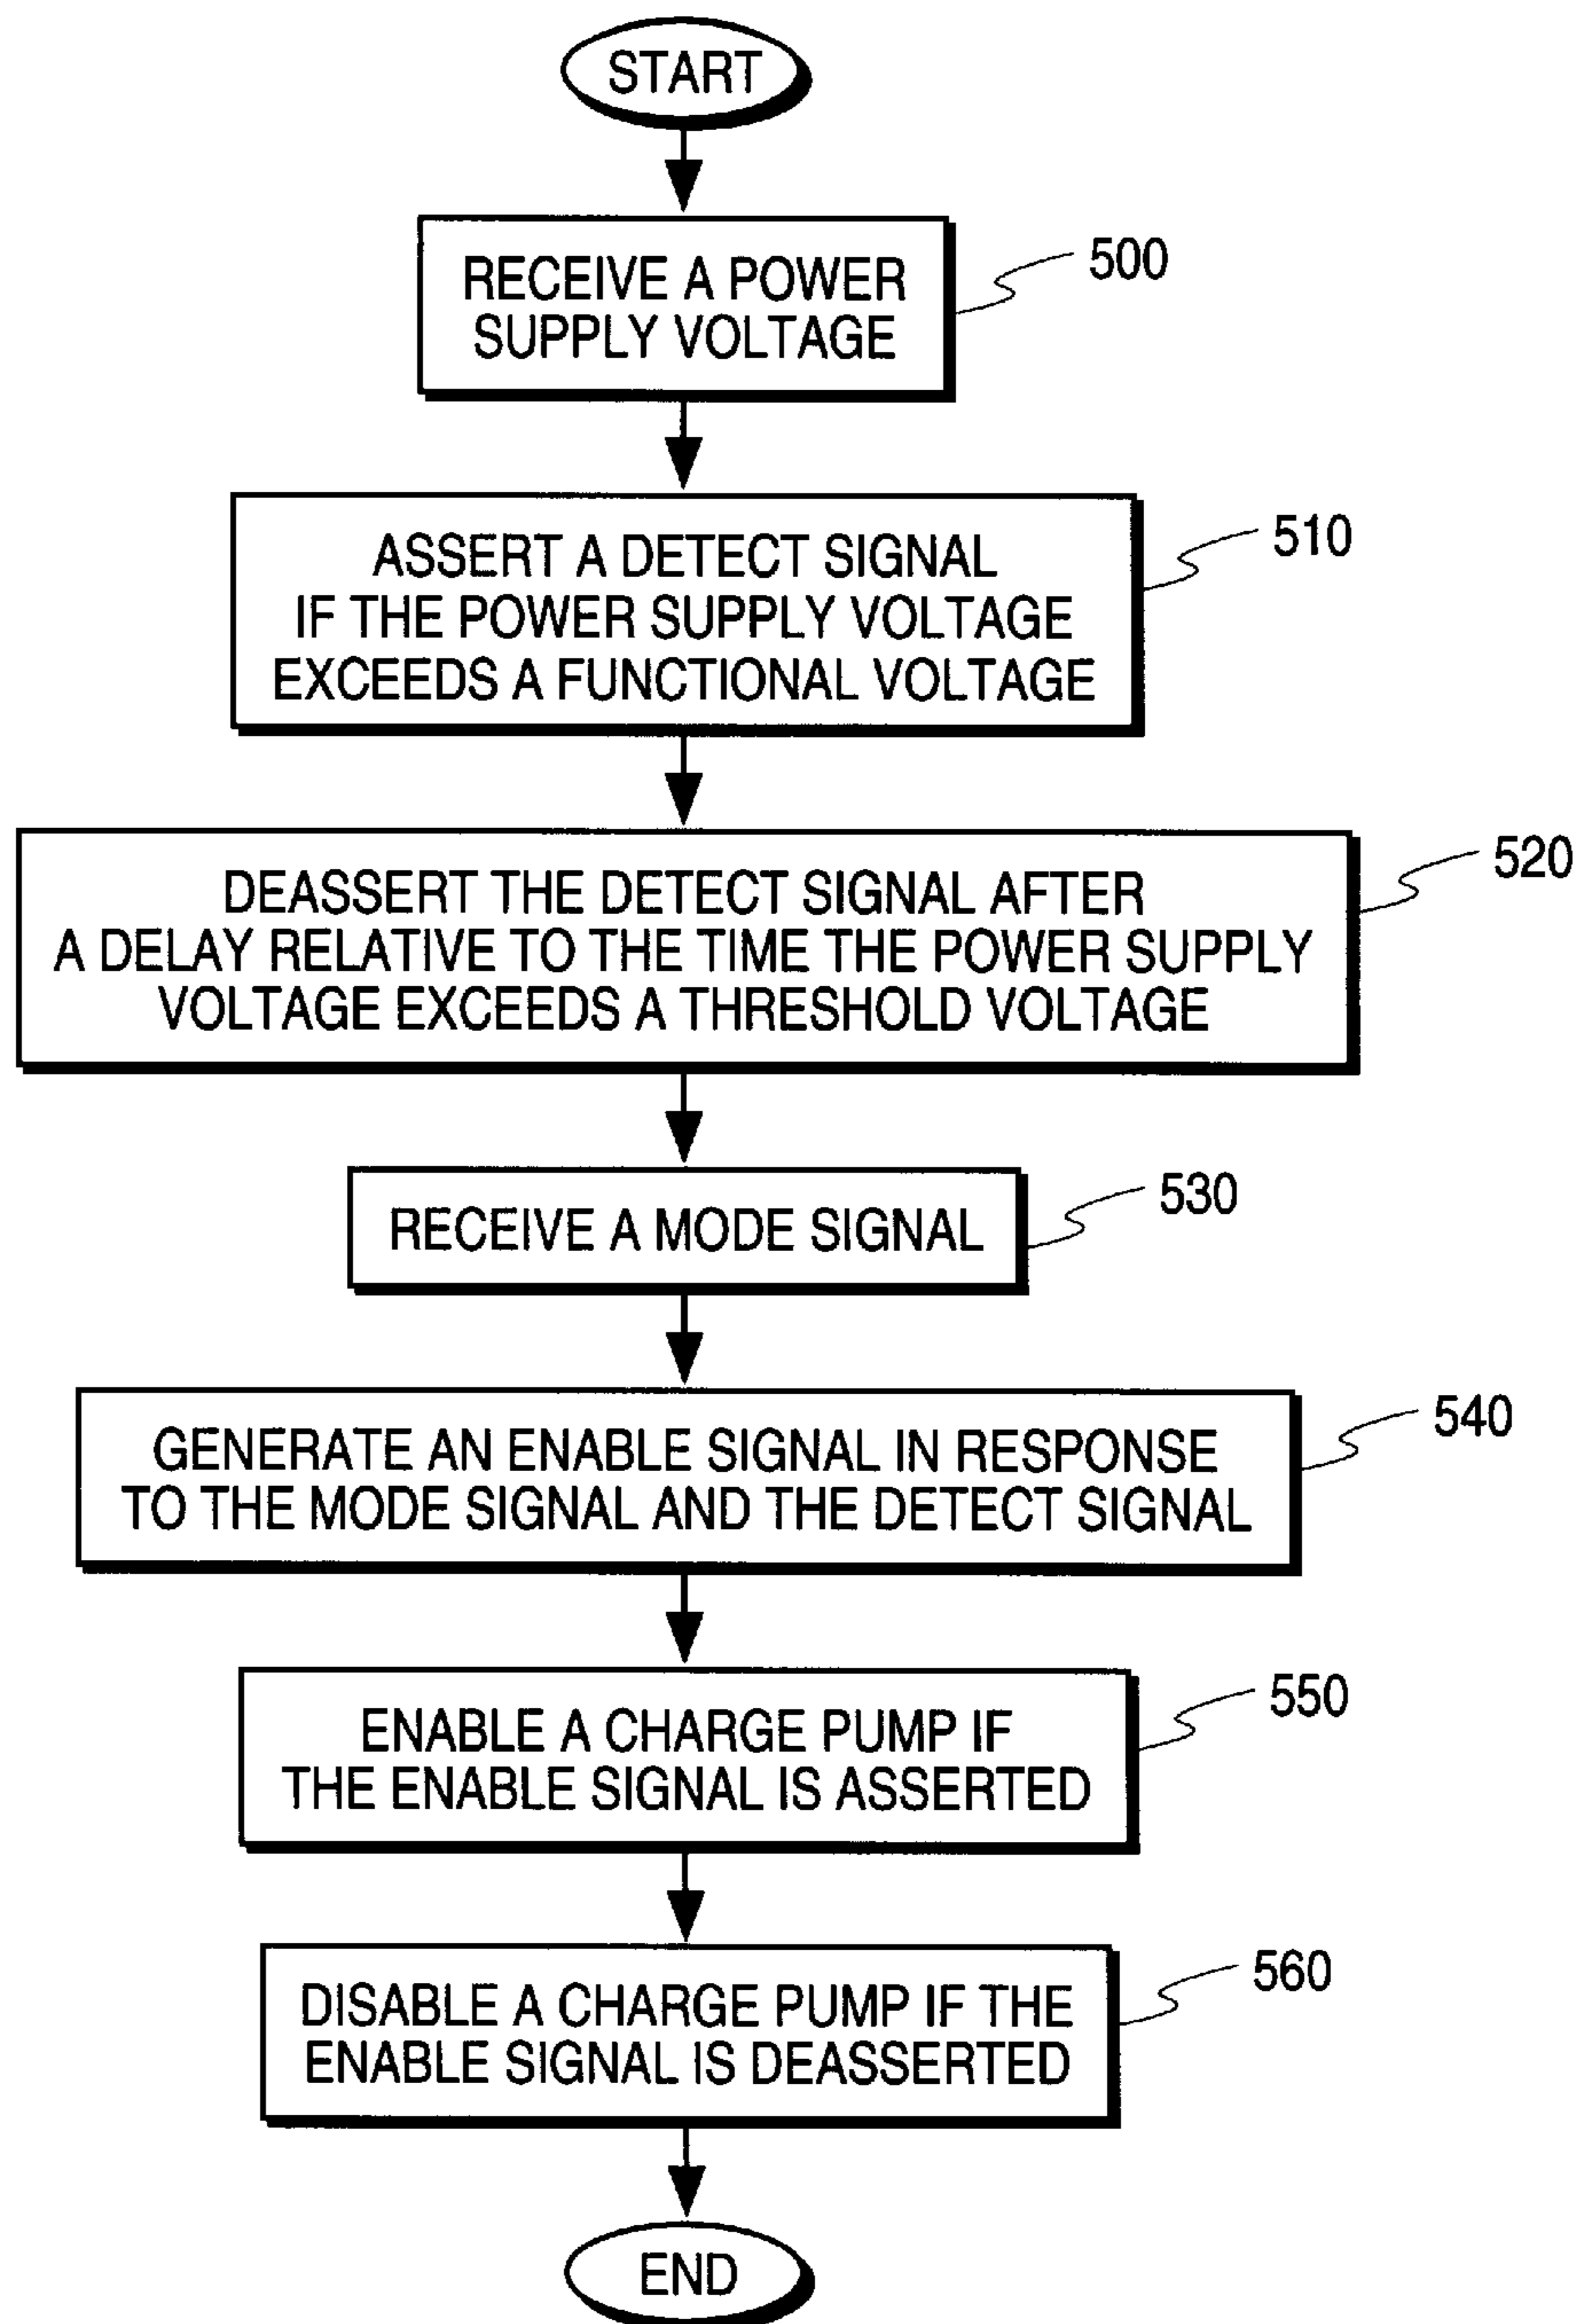 START
RECEIVE A POWER
SUPPLY VOLTAGE
500
ASSERT A DETECT SIGNAL
IF THE POWER SUPPLY VOLTAGE
EXCEEDS A FUNCTIONAL VOLTAGE
510
DEASSERT THE DETECT SIGNAL AFTER
A DELAY RELATIVE TO THE TIME THE POWER SUPPLY
VOLTAGE EXCEEDS A THRESHOLD VOLTAGE
520
RECEIVE A MODE SIGNAL
530
GENERATE AN ENABLE SIGNAL IN RESPONSE
TO THE MODE SIGNAL AND THE DETECT SIGNAL
540
ENABLE A CHARGE PUMP IF
THE ENABLE SIGNAL IS ASSERTED
550
DISABLE A CHARGE PUMP IF THE
ENABLE SIGNAL IS DEASSERTED
560
END